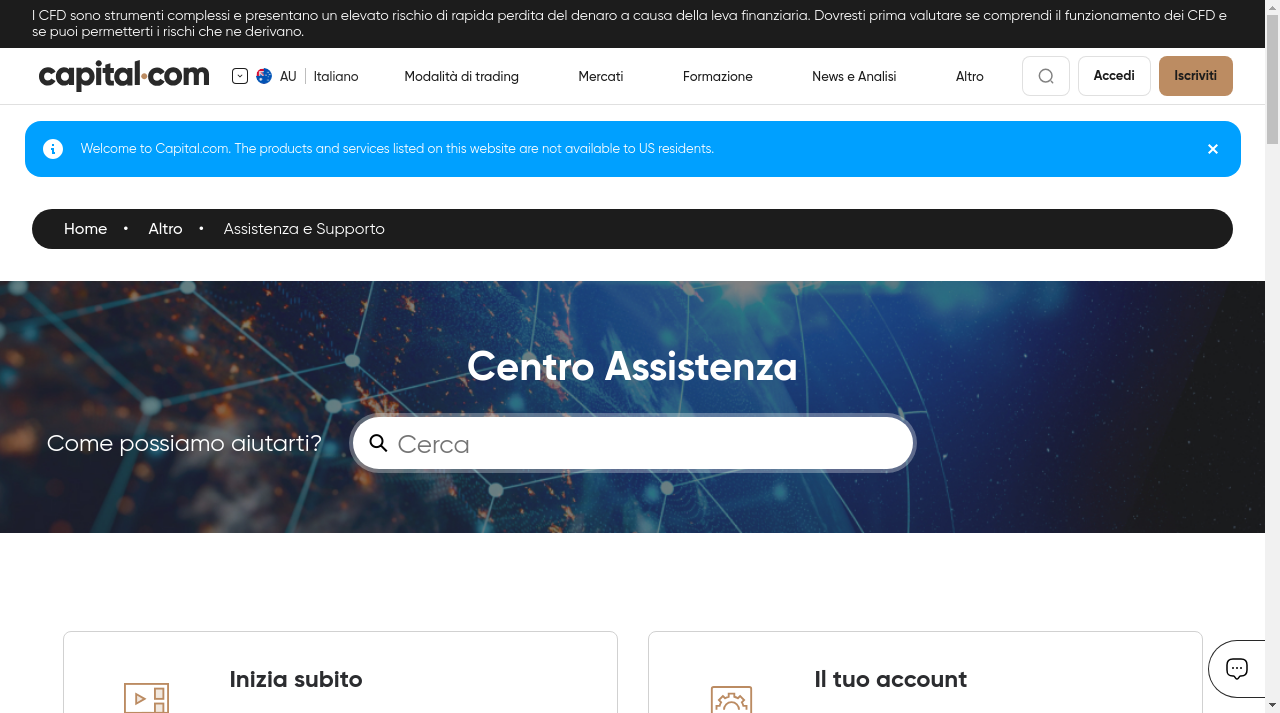 I CFD sono strumenti complessi e presentano un elevato rischio di rapida perdita del denaro a causa della leva finanziaria. Dovresti prima valutare se comprendi il funzionamento dei CFD e
se puoi permetterti i rischi che ne derivano.
capital.com
AU
Italiano
Modalità di trading
Mercati
Formazione
News e Analisi
Altro
Accedi
Iscriviti
Welcome to Capital.com. The products and services listed on this website are not available to US residents.
Home • Altro • Assistenza e Supporto
Centro Assistenza
Come possiamo aiutarti?
Cerca
Inizia subito
Il tuo account